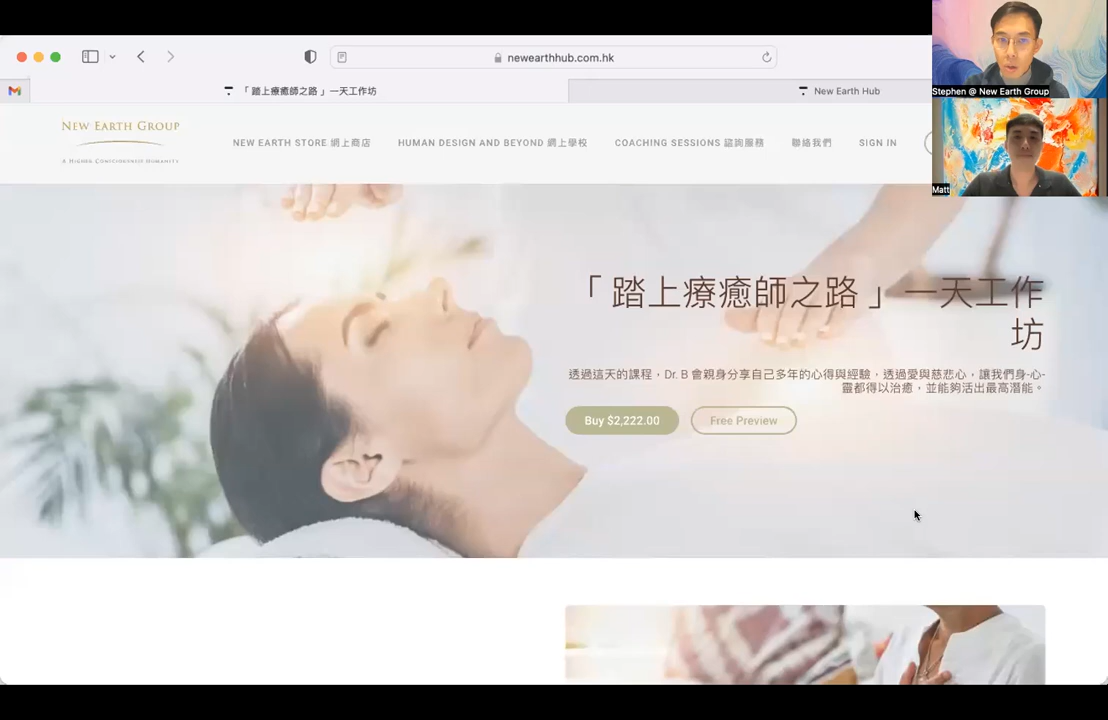 newearthhub.com.hk
「 踏上療癒師之路 」一天工作坊
New Earth Hub
Stephen @ New Earth Group
Matt
NEW EARTH GROUP
A HIGHER CONSCIOUSNESS HUMANITY
NEW EARTH STORE 網上商店
HUMAN DESIGN AND BEYOND 網上學校
COACHING SESSIONS 諮詢服務
聯絡我們
SIGN IN
「 踏上療癒師之路 」一天工作
坊
透過這天的課程，Dr. B 會親身分享自己多年的心得與經驗，透過愛與慈悲心，讓我們身-心-
靈都得以治癒，並能夠活出最高潛能。
Buy $2,222.00
Free Preview